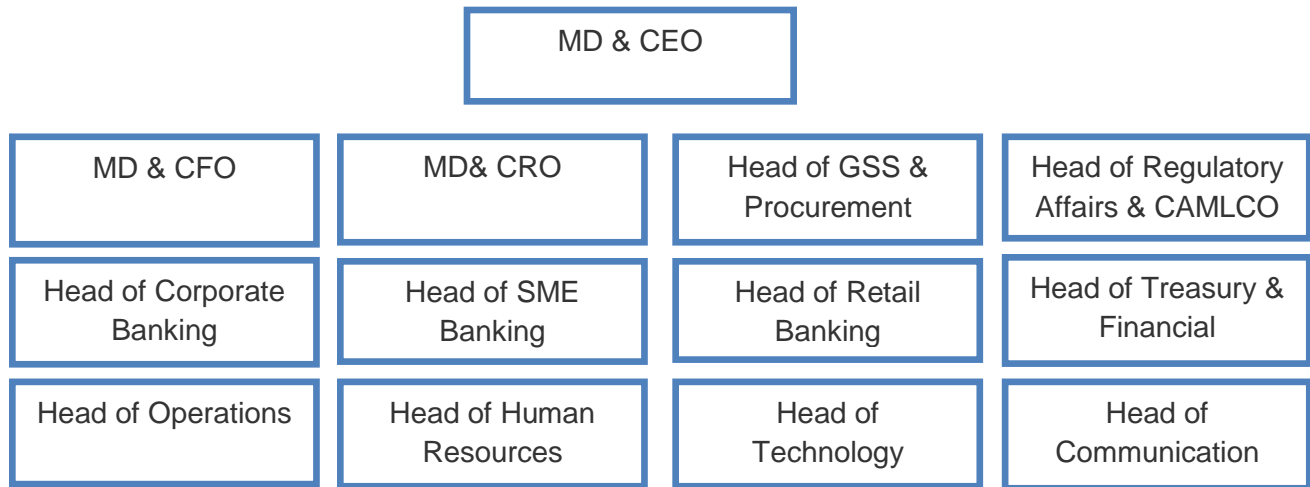 MD & CEO
MD & CFO
MD& CRO
Head of GSS &
Procurement
Head of Regulatory
Affairs & CAMLCO
Head of Corporate
Banking
Head of SME
Banking
Head of Retail
Banking
Head of Treasury &
Financial
Head of Operations
Head of Human
Resources
Head of
Technology
Head of
Communication